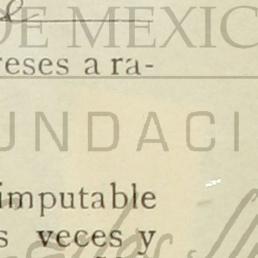 DE MEXIC
reses a ra-
UNDACI
imputable
s veces y